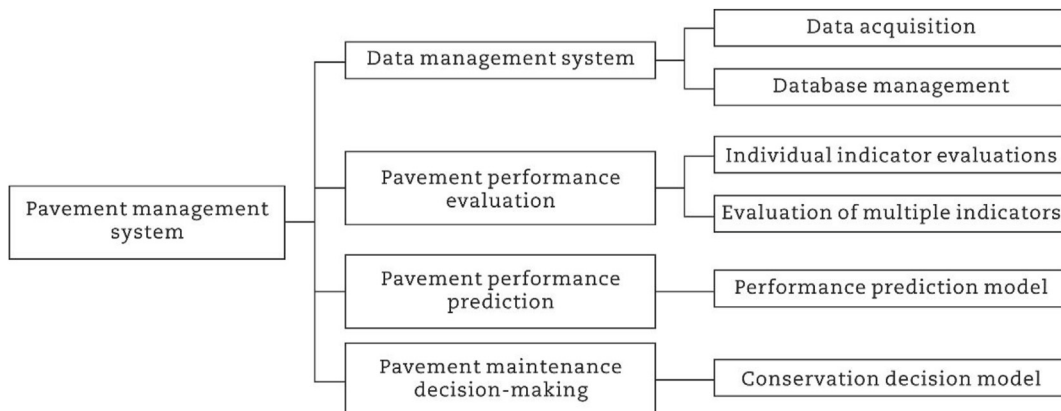 Pavement management
system
Data management system
Data acquisition
Database management
Pavement performance
evaluation
Individual indicator evaluations
Evaluation of multiple indicators
Pavement performance
prediction
Performance prediction model
Pavement maintenance
decision-making
Conservation decision model